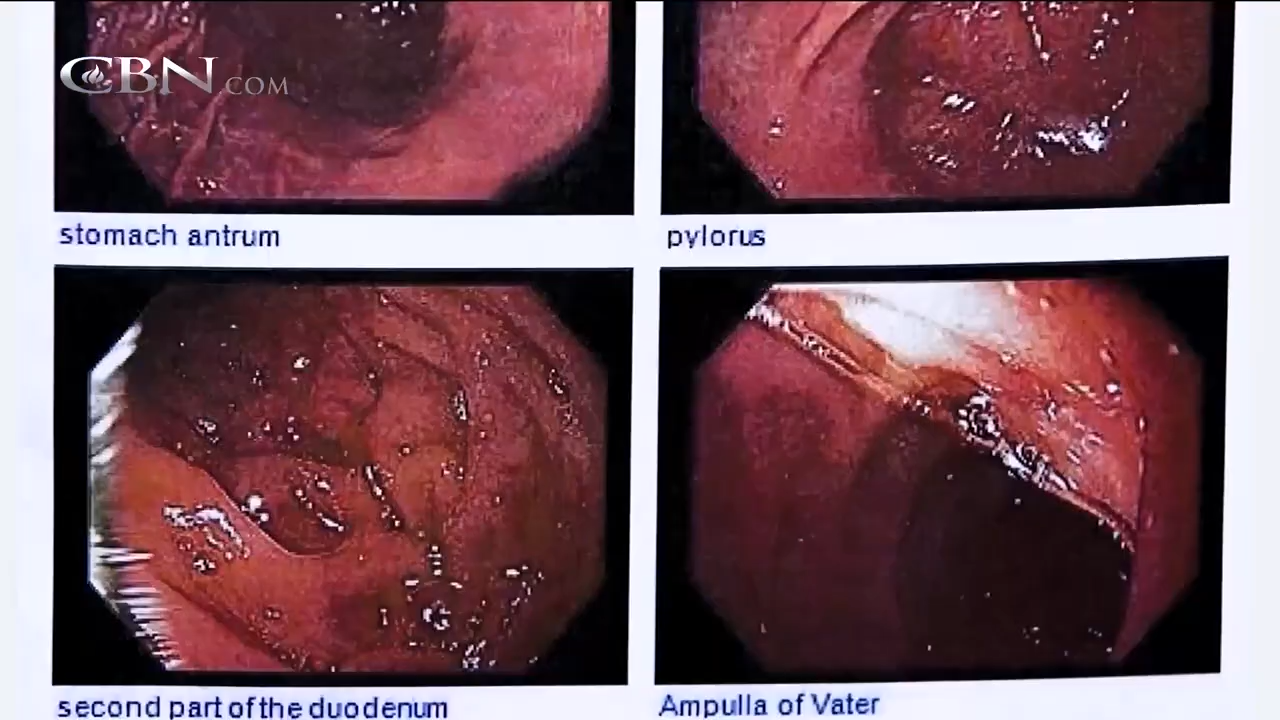 CBN.COM
stomach antrum
pylorus
second part of the duodenum
Ampulla of Vater